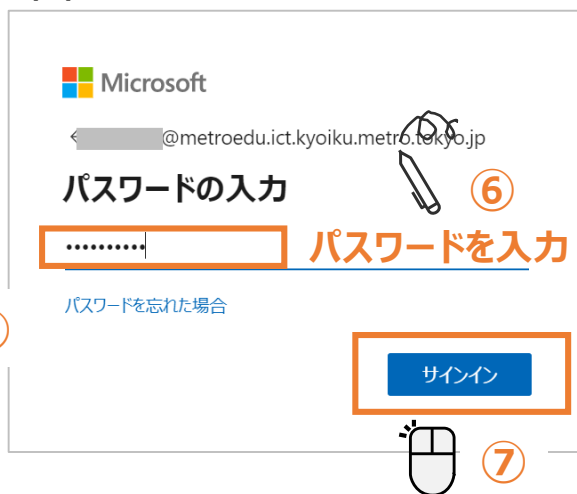 Microsoft
@metroedu.ict.kyoiku.metro.tokyo.jp
パスワードの入力
⑥
••••••••••
パスワードを入力
パスワードを忘れた場合
サインイン
⑦